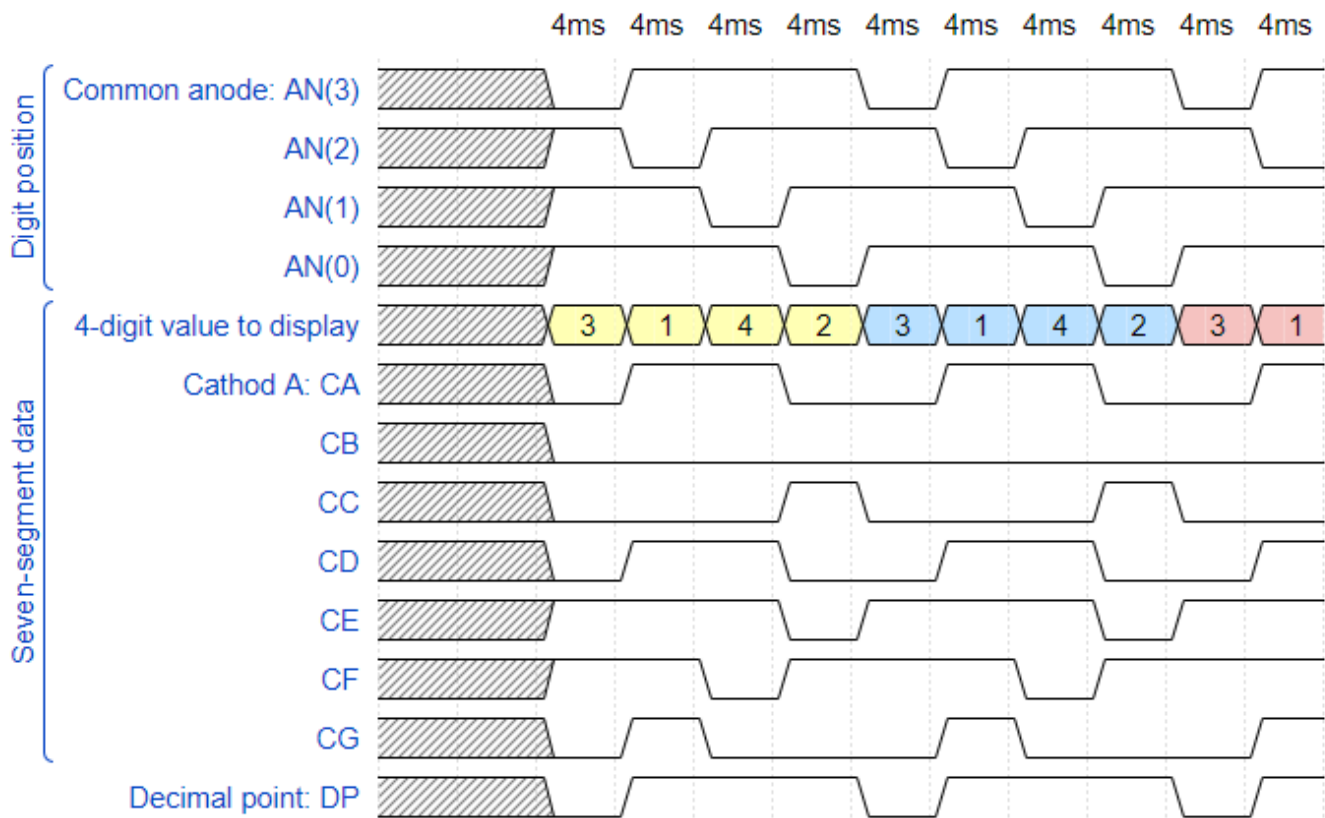 4ms 4ms 4ms 4ms 4ms 4ms 4ms 4ms 4ms 4ms
Digit position
Common anode: AN(3)
AN(2)
AN(1)
AN(0)
Seven-segment data
4-digit value to display 3 1 4 2 3 1 4 2 3 1
Cathod A: CA
CB
CC
CD
CE
CF
CG
Decimal point: DP